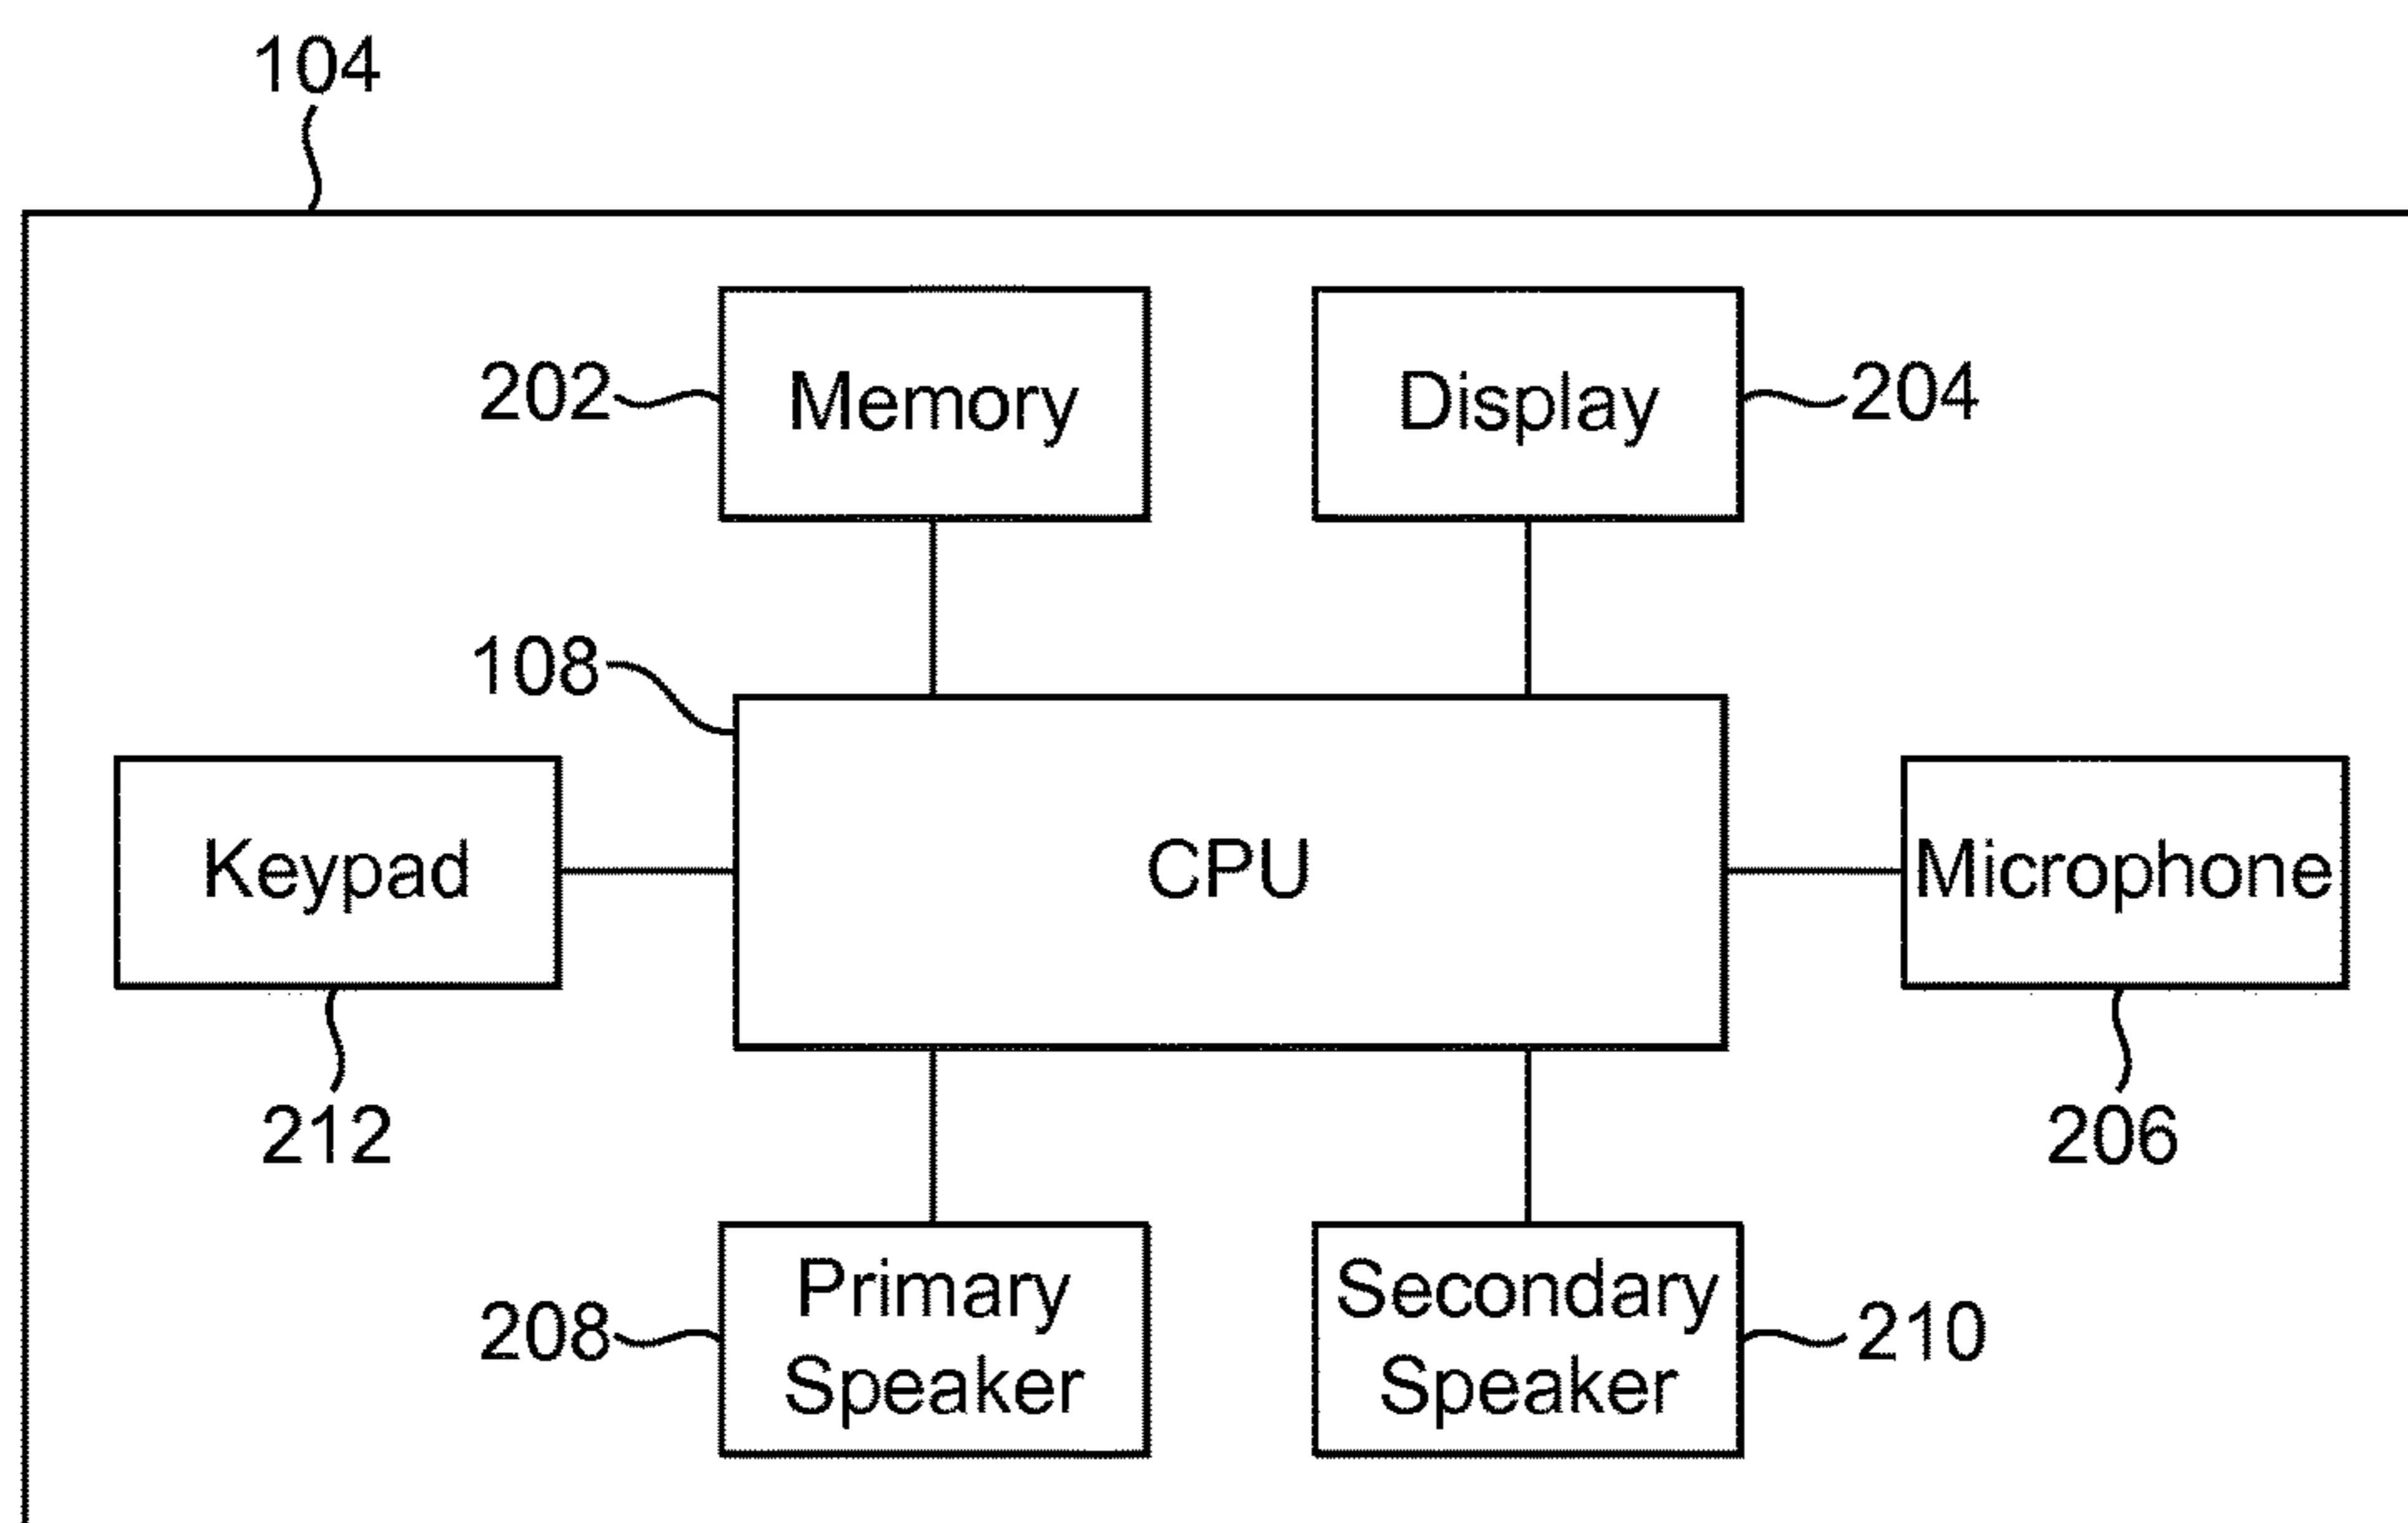 104
202
Memory
Display
204
108
Keypad
CPU
Microphone
212
206
208
Primary
Speaker
Secondary
Speaker
210